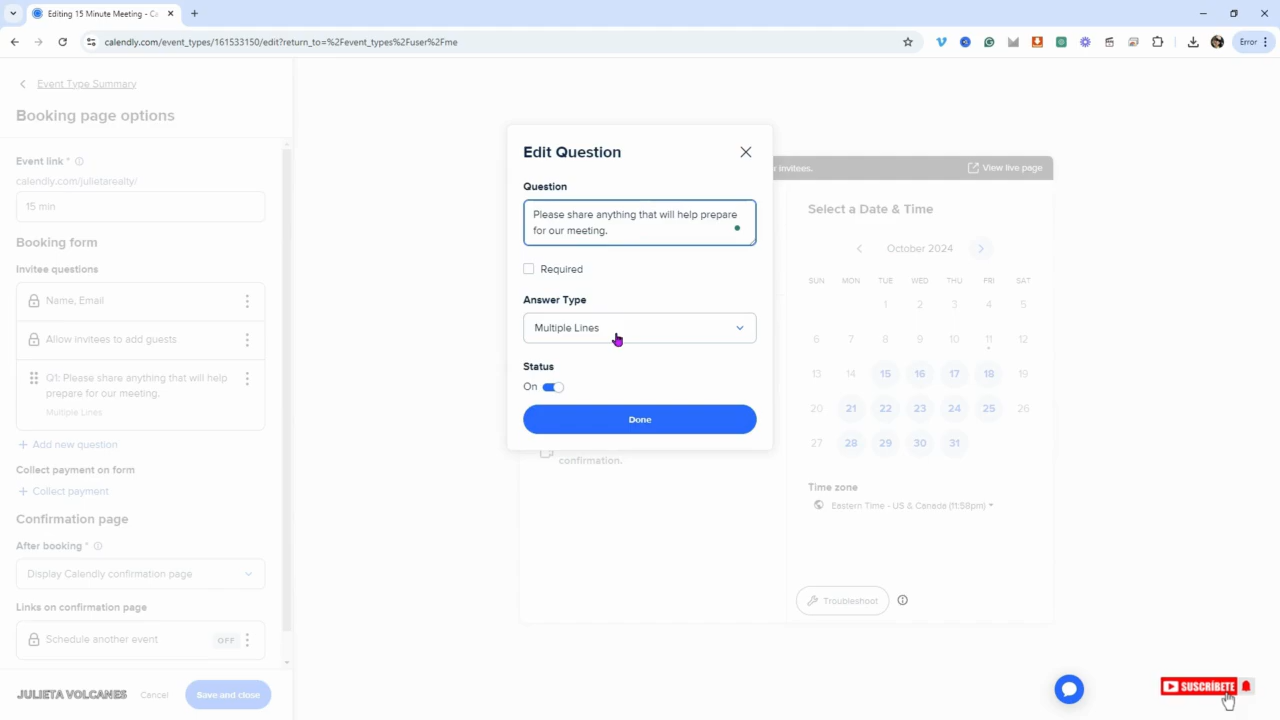 Editing 15 Minute Meeting - Ca
calendly.com/event_types/161533150/edit?return_to=%2Fevent_types%2Fuser%2Fme
Error
Event Type Summary
Booking page options
Event link *
calendly.com/julietarealty/
15 min
Booking form
Invitee questions
Name, Email
Allow invitees to add guests
Q1: Please share anything that will help
prepare for our meeting.
Multiple Lines
+ Add new question
Collect payment on form
+ Collect payment
Confirmation page
After booking *
Display Calendly confirmation page
Links on confirmation page
Schedule another event OFF
JULIETA VOLCANES
Cancel
Save and close
Edit Question
Question
Please share anything that will help prepare
for our meeting.
Required
Answer Type
Multiple Lines
Status
On
Done
confirmation.
r invitees.
View live page
Select a Date & Time
October 2024
SUN MON TUE WED THU FRI SAT
1 2 3 4 5
6 7 8 9 10 11 12
13 14 15 16 17 18 19
20 21 22 23 24 25 26
27 28 29 30 31
Time zone
Eastern Time - US & Canada (11:58pm)
Troubleshoot
SUSCRÍBETE